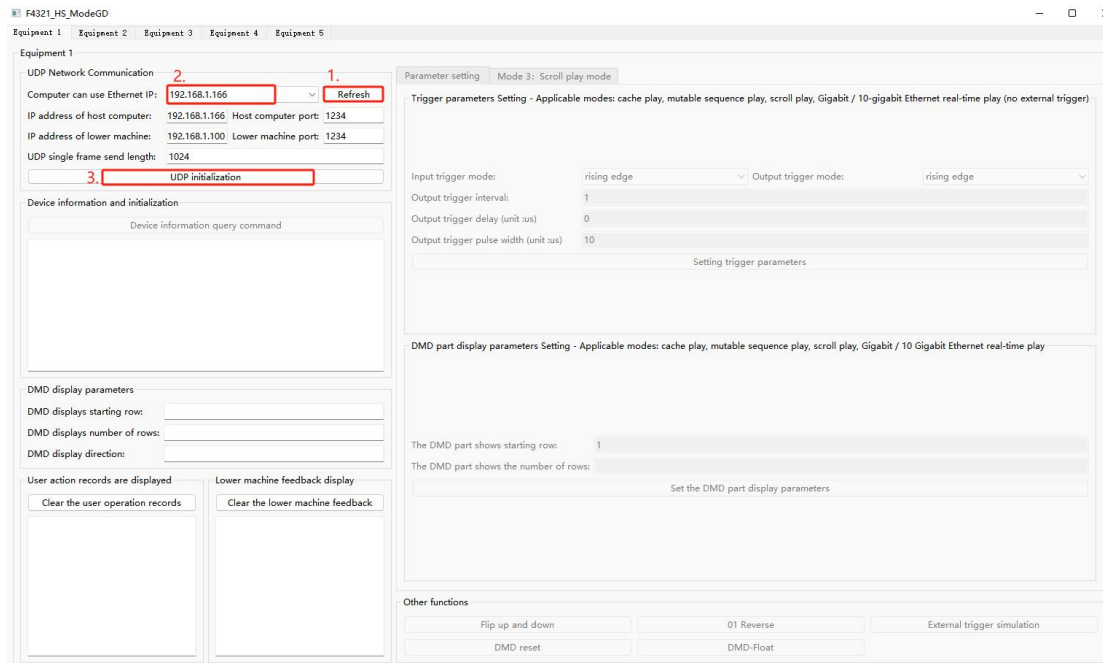 F4321_HS_ModeGD
Equipment 1 Equipment 2 Equipment 3 Equipment 4 Equipment 5
Equipment 1
UDP Network Communication
2.
1.
Computer can use Ethernet IP: 192.168.1.166 Refresh
IP address of host computer: 192.168.1.166 Host computer port: 1234
IP address of lower machine: 192.168.1.100 Lower machine port: 1234
UDP single frame send length: 1024
3. UDP initialization
Device information and initialization
Device information query command
DMD display parameters
DMD displays starting row:
DMD displays number of rows:
DMD display direction:
User action records are displayed
Clear the user operation records
Lower machine feedback display
Clear the lower machine feedback
Parameter setting Mode 3: Scroll play mode
Trigger parameters Setting - Applicable modes: cache play, mutable sequence play, scroll play, Gigabit / 10-gigabit Ethernet real-time play (no external trigger)
Input trigger mode: rising edge Output trigger mode: rising edge
Output trigger interval: 1
Output trigger delay (unit :us) 0
Output trigger pulse width (unit :us) 10
Setting trigger parameters
DMD part display parameters Setting - Applicable modes: cache play, mutable sequence play, scroll play, Gigabit / 10 Gigabit Ethernet real-time play
The DMD part shows starting row: 1
The DMD part shows the number of rows:
Set the DMD part display parameters
Other functions
Flip up and down 01 Reverse External trigger simulation
DMD reset DMD-Float